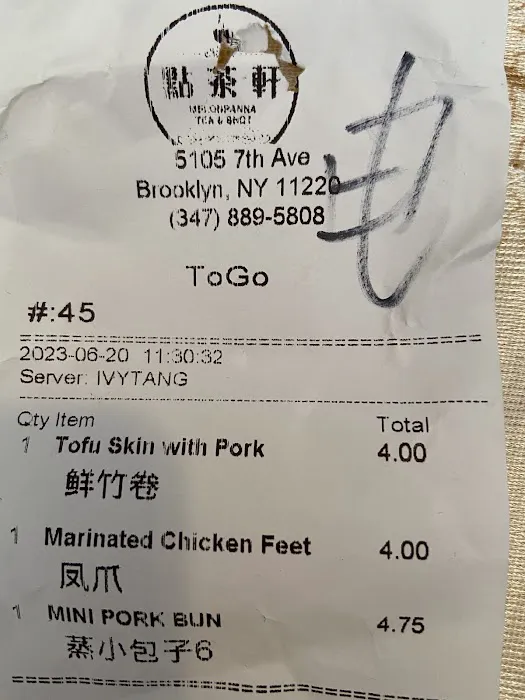 點茶軒
TEA & SHOP
5105 7th Ave
Brooklyn, NY 11220
(347) 889-5808
ToGo
#:45
2023-06-20 11:30:32
Server: IVYTANG
Qty Item Total
1 Tofu Skin with Pork 4.00
鲜竹卷
1 Marinated Chicken Feet 4.00
凤爪
1 MINI PORK BUN 4.75
蒸小包子6